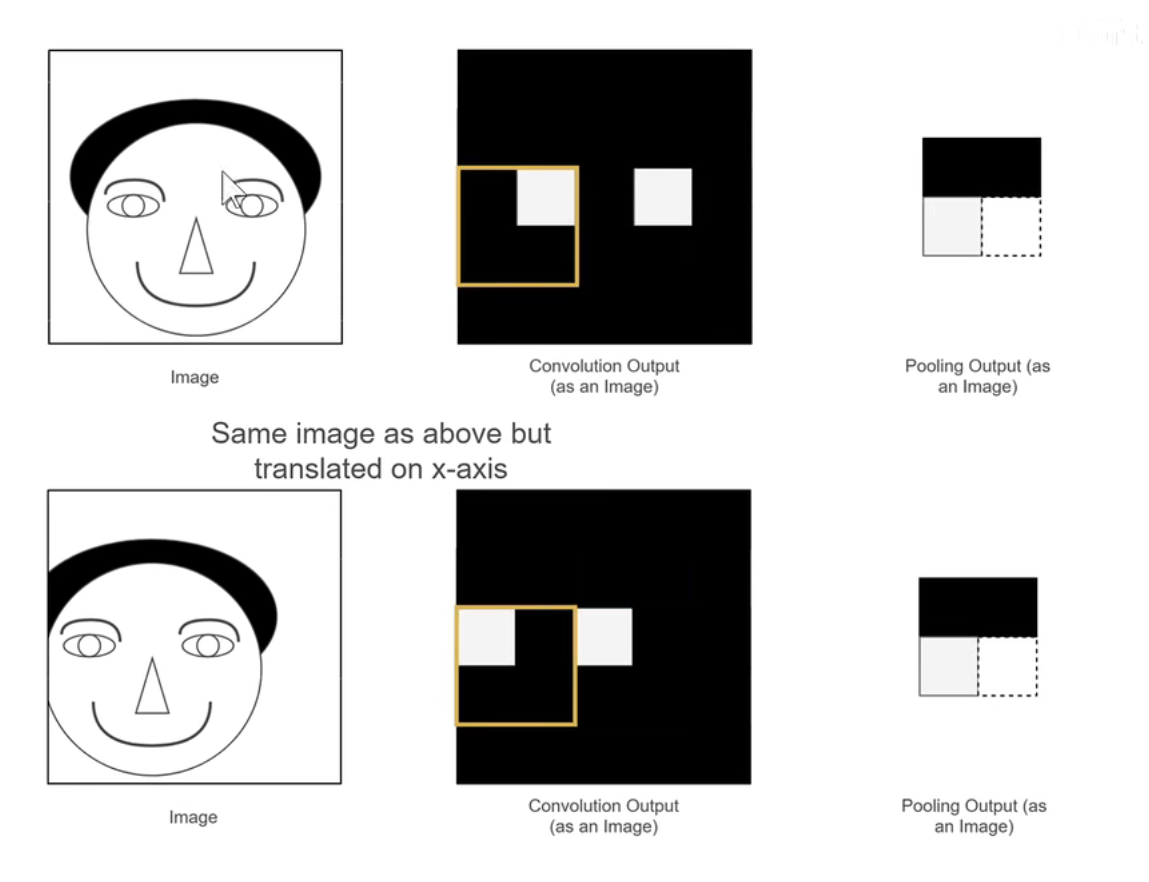 Image
Convolution Output
(as an Image)
Pooling Output (as
an Image)
Same image as above but
translated on x-axis
Image
Convolution Output
(as an Image)
Pooling Output (as
an Image)